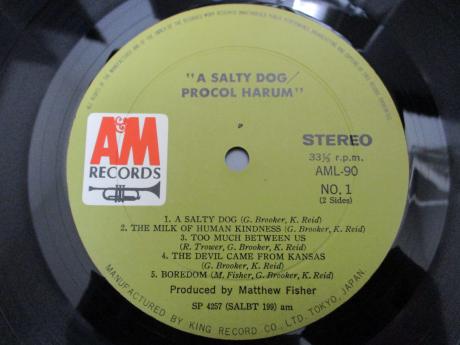 "A SALTY DOG/
PROCOL HARUM"
P
A&M
RECORDS
STEREO
33⅓ r.p.m.
AML-90
NO. 1
(2 Sides)
1. A SALTY DOG (G. Brooker, K. Reid)
2. THE MILK OF HUMAN KINDNESS (G. Brooker, K. Reid)
3. TOO MUCH BETWEEN US
(R. Trower, G. Brooker, K. Reid)
4. THE DEVIL CAME FROM KANSAS
(G. Brooker, K. Reid)
5. BOREDOM (M. Fisher, G. Brooker, K. Reid)
Produced by Matthew Fisher
SP 4257 (SALBT 199) am
MANUFACTURED BY KING RECORD CO., LTD. TOKYO, JAPAN.